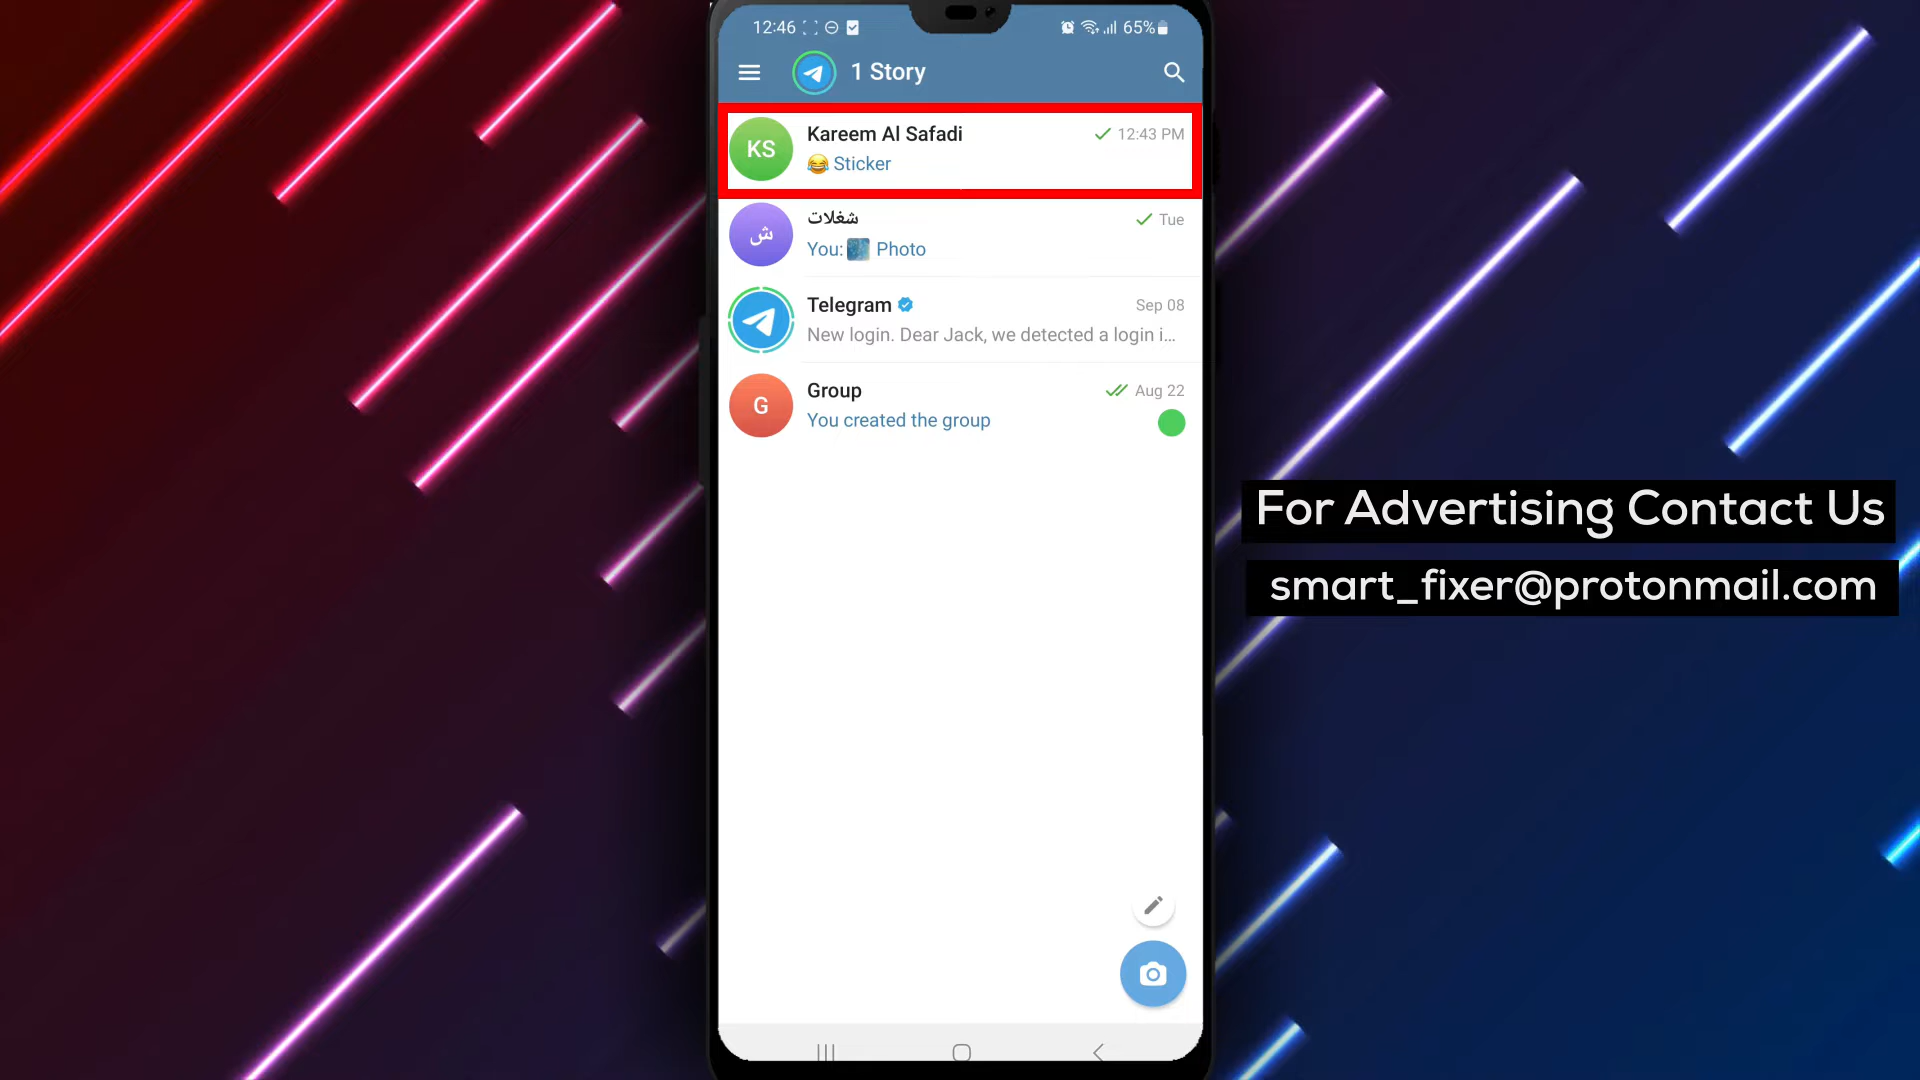 12:46
65%
1 Story
KS
Kareem Al Safadi
12:43 PM
😂 Sticker
ش
شغلات
Tue
You: Photo
Telegram
Sep 08
New login. Dear Jack, we detected a login i...
G
Group
Aug 22
You created the group
For Advertising Contact Us
smart_fixer@protonmail.com